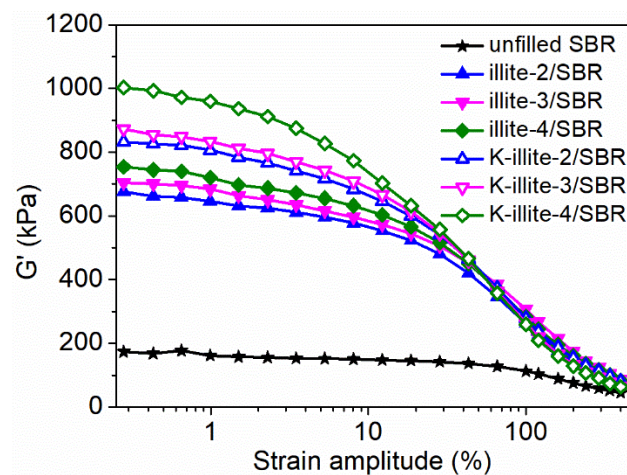 1200
1000
800
600
400
200
0
G' (kPa)
unfilled SBR
illite-2/SBR
illite-3/SBR
illite-4/SBR
K-illite-2/SBR
K-illite-3/SBR
K-illite-4/SBR
1 10 100
Strain amplitude (%)